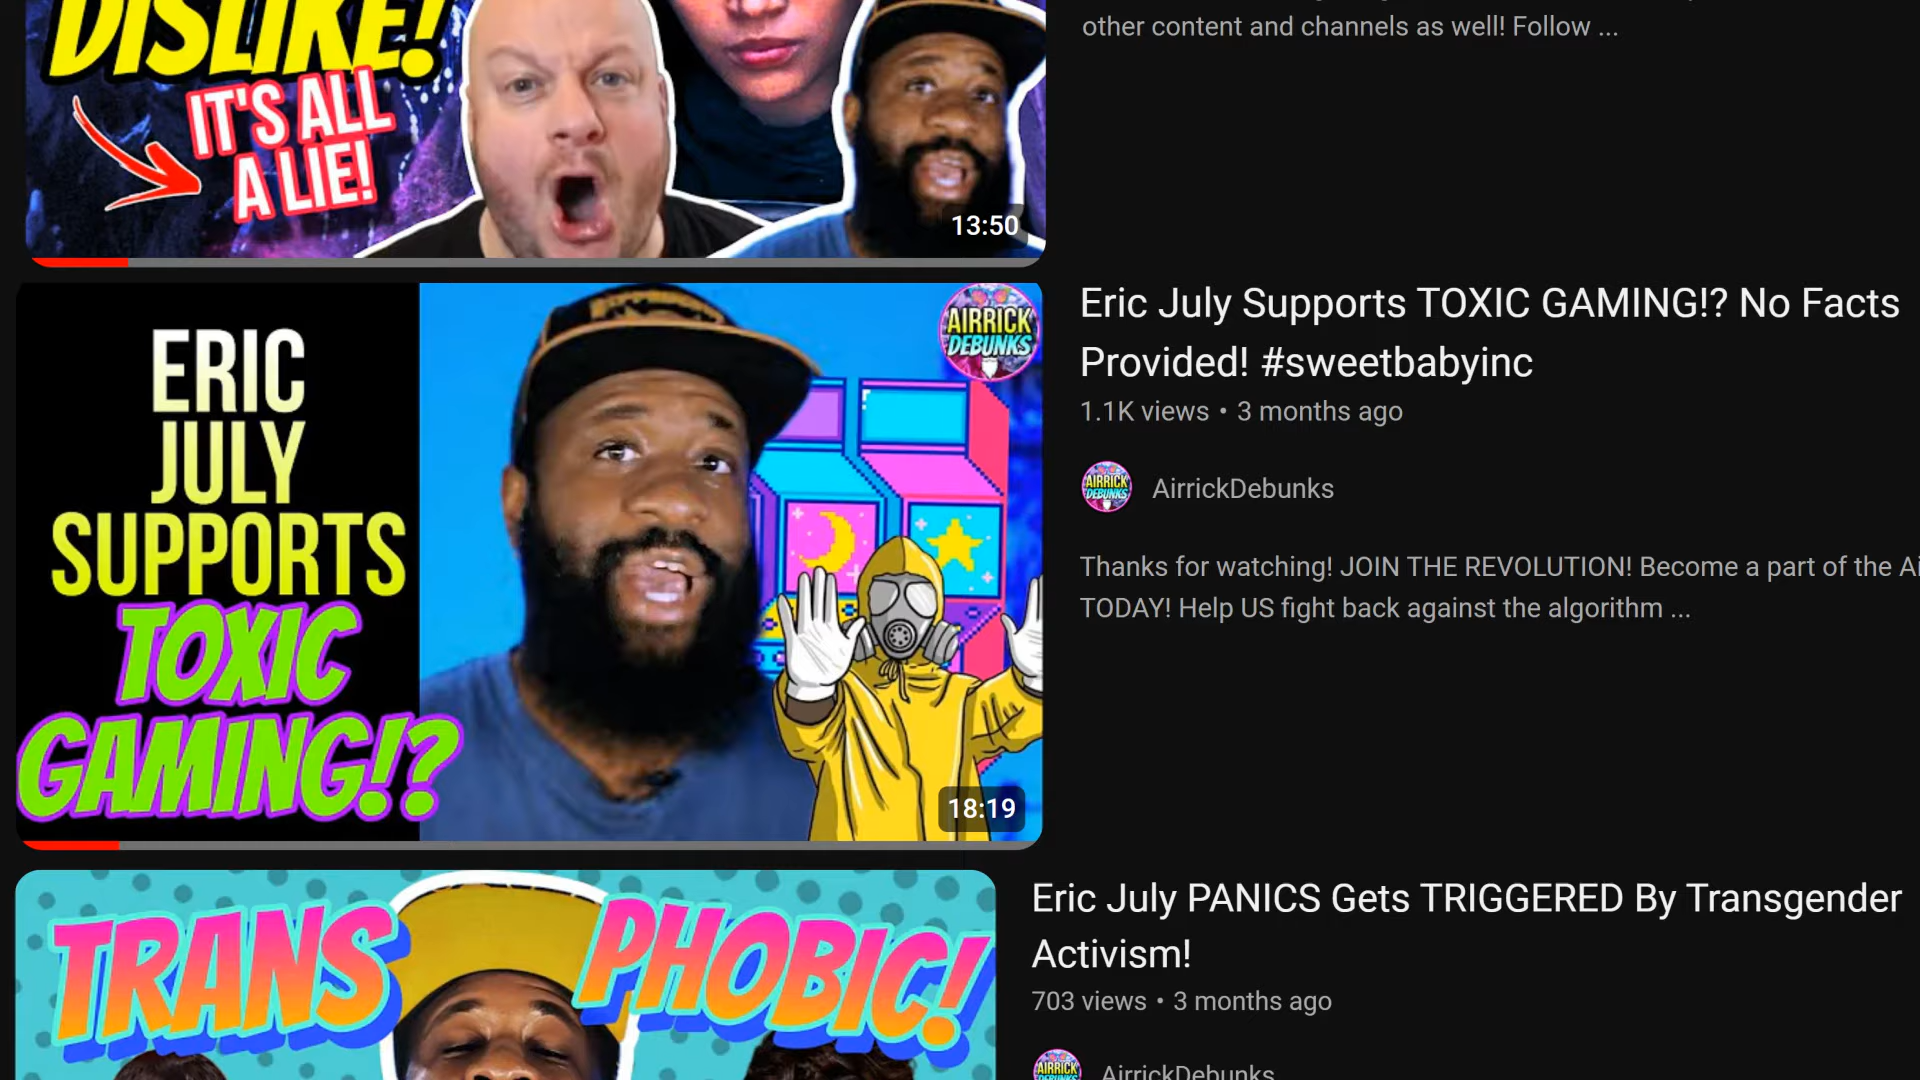 DISLIKE!
IT'S ALL
A LIE!
13:50
other content and channels as well! Follow ...
ERIC
JULY
SUPPORTS
TOXIC
GAMING!?
AIRRICK
DEBUNKS
18:19
Eric July Supports TOXIC GAMING!? No Facts
Provided! #sweetbabyinc
1.1K views • 3 months ago
AIRRICK
DEBUNKS
AirrickDebunks
Thanks for watching! JOIN THE REVOLUTION! Become a part of the Ai
TODAY! Help US fight back against the algorithm ...
TRANS
PHOBIC!
Eric July PANICS Gets TRIGGERED By Transgender
Activism!
703 views • 3 months ago
AIRRICK
DEBUNKS
AirrickDebunks